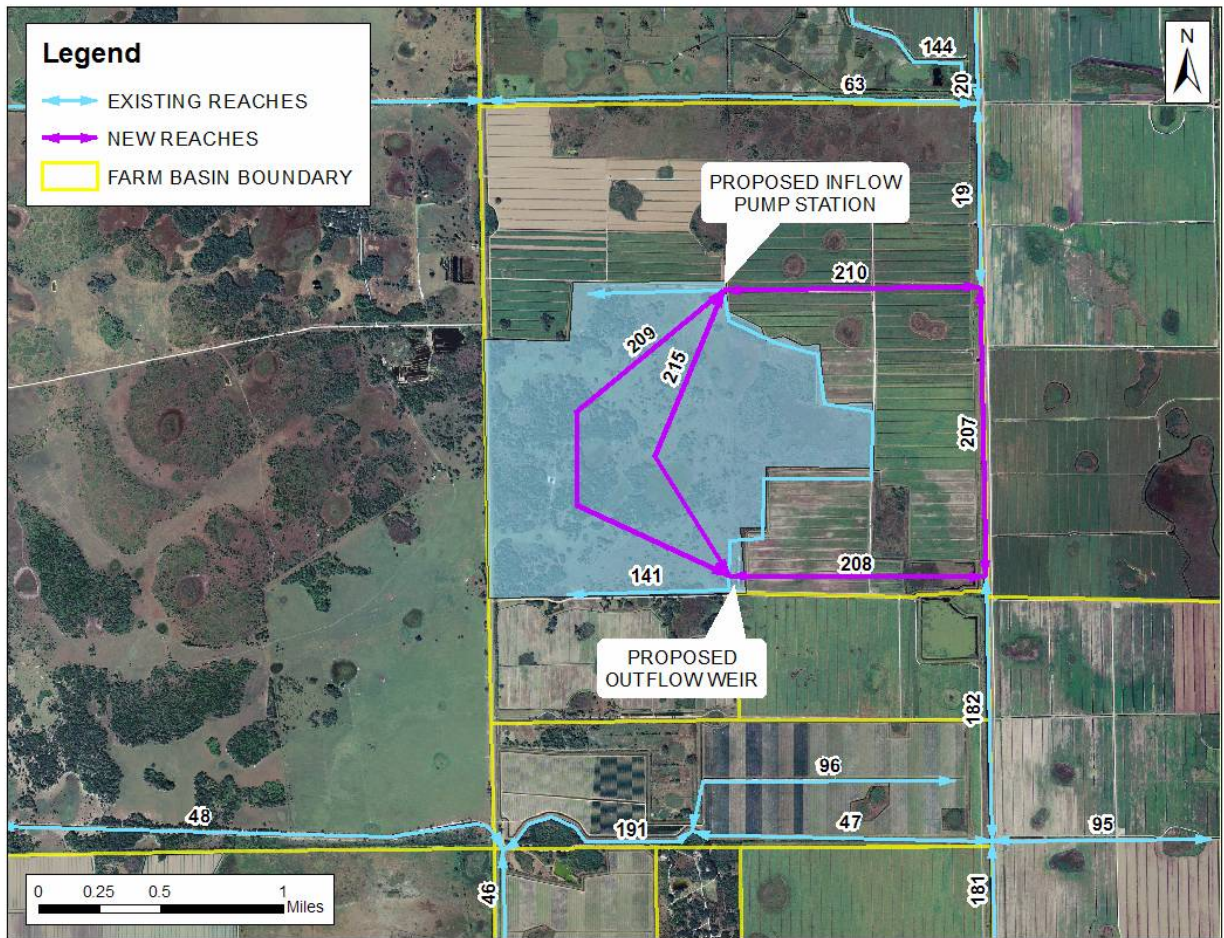 Legend
EXISTING REACHES
NEW REACHES
FARM BASIN BOUNDARY
N
144
20
63
19
PROPOSED INFLOW
PUMP STATION
210
209
215
207
208
141
PROPOSED
OUTFLOW WEIR
182
96
48
191
47
95
46
181
0 0.25 0.5 1
Miles